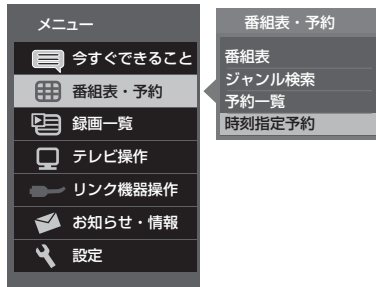 メニュー
今すぐできること
番組表・予約
録画一覧
テレビ操作
リンク機器操作
お知らせ・情報
設定
番組表・予約
番組表
ジャンル検索
予約一覧
時刻指定予約